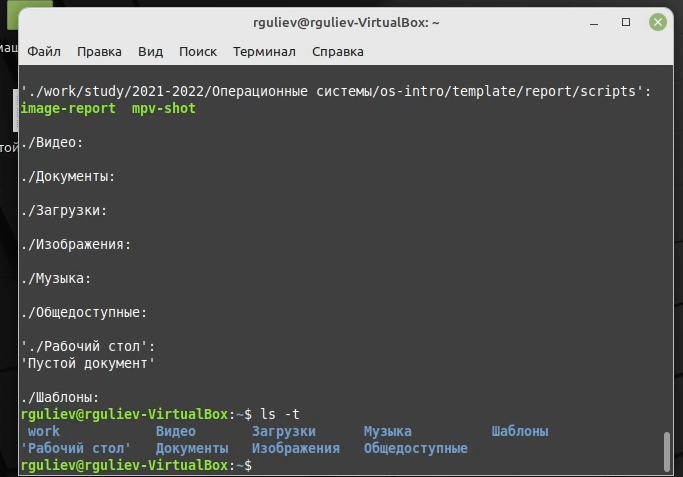 rguliev@rguliev-VirtualBox: ~
Файл Правка Вид Поиск Терминал Справка
'./work/study/2021-2022/Операционные системы/os-intro/template/report/scripts':
image-report mpv-shot
./Видео:
./Документы:
./Загрузки:
./Изображения:
./Музыка:
./Общедоступные:
'./Рабочий стол':
'Пустой документ'
./Шаблоны:
rguliev@rguliev-VirtualBox:~$ ls -t
work Видео Загрузки Музыка Шаблоны
'Рабочий стол' Документы Изображения Общедоступные
rguliev@rguliev-VirtualBox:~$